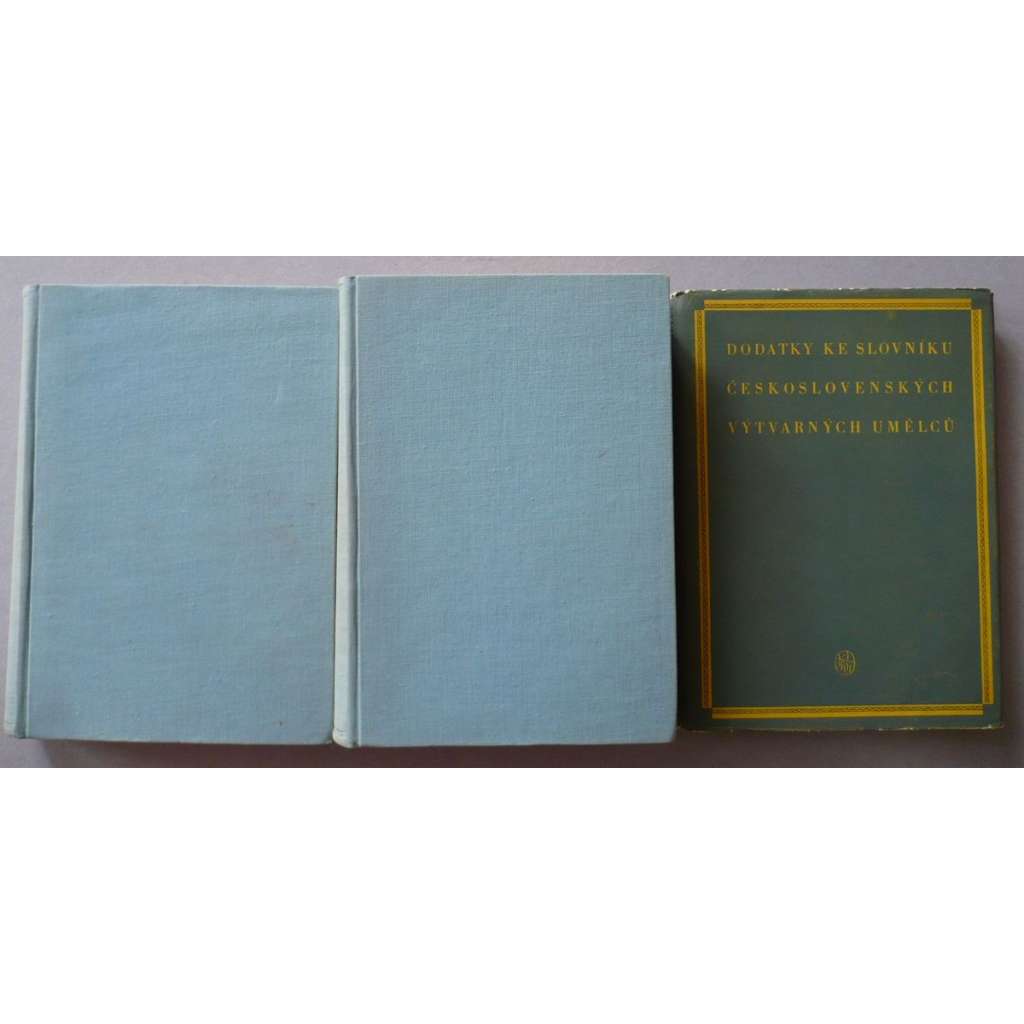 DODATKY KE SLOVNÍKU
ČESKOSLOVENSKÝCH
VÝTVARNÝCH UMĚLCŮ